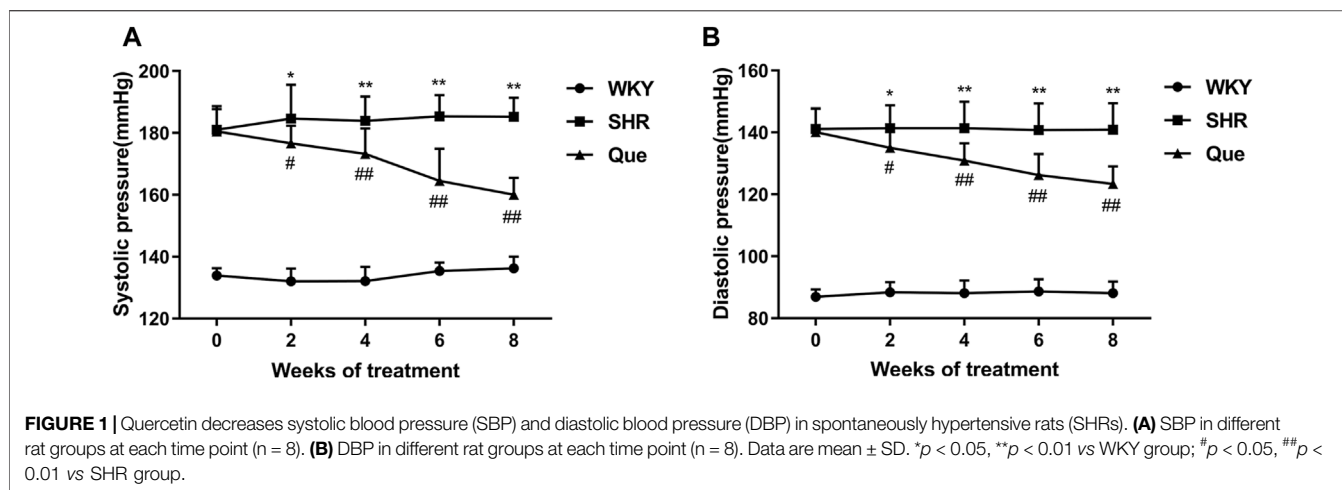 A
Systolic pressure(mmHg)
200
180
160
140
120
* ** ** **
# ## ## ##
0 2 4 6 8
Weeks of treatment
WKY
SHR
Que
B
Diastolic pressure(mmHg)
160
140
120
100
80
* ** ** **
# ## ## ##
0 2 4 6 8
Weeks of treatment
WKY
SHR
Que
FIGURE 1 | Quercetin decreases systolic blood pressure (SBP) and diastolic blood pressure (DBP) in spontaneously hypertensive rats (SHRs). (A) SBP in different
rat groups at each time point (n = 8). (B) DBP in different rat groups at each time point (n = 8). Data are mean ± SD. *p < 0.05, **p < 0.01 vs WKY group; #p < 0.05, ##p <
0.01 vs SHR group.